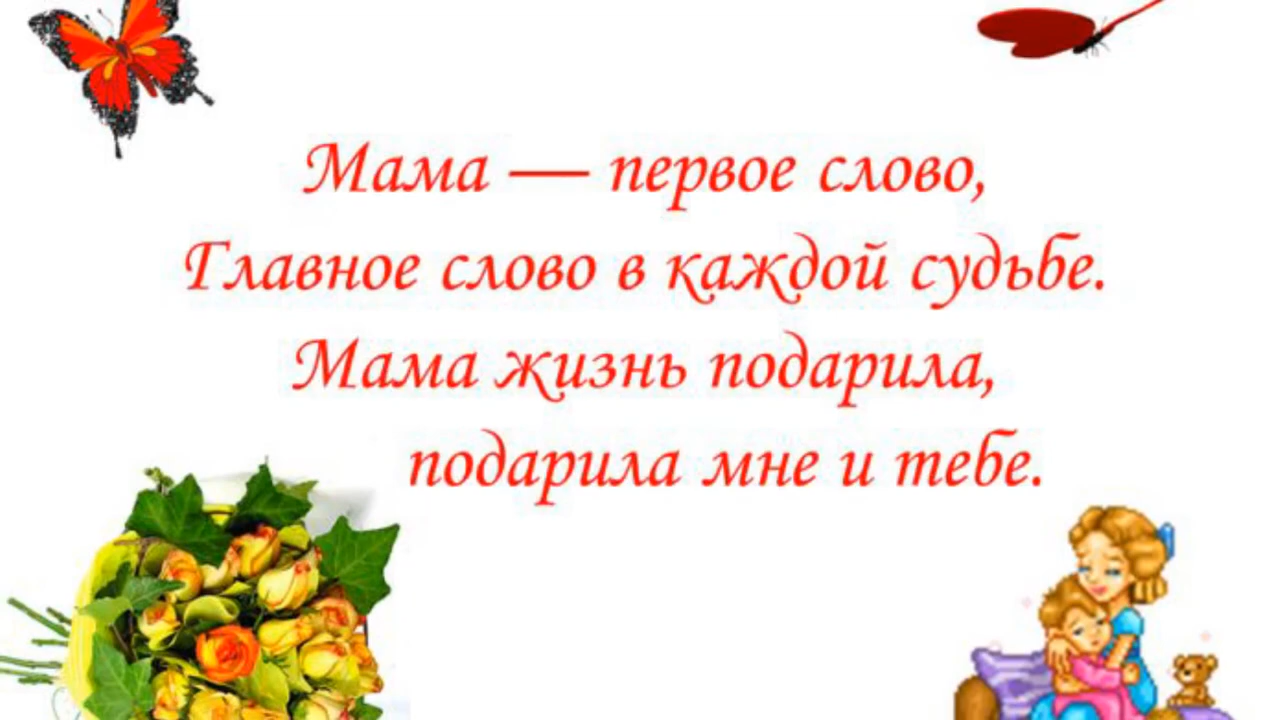 Мама — первое слово,
Главное слово в каждой судьбе.
Мама жизнь подарила,
подарила мне и тебе.